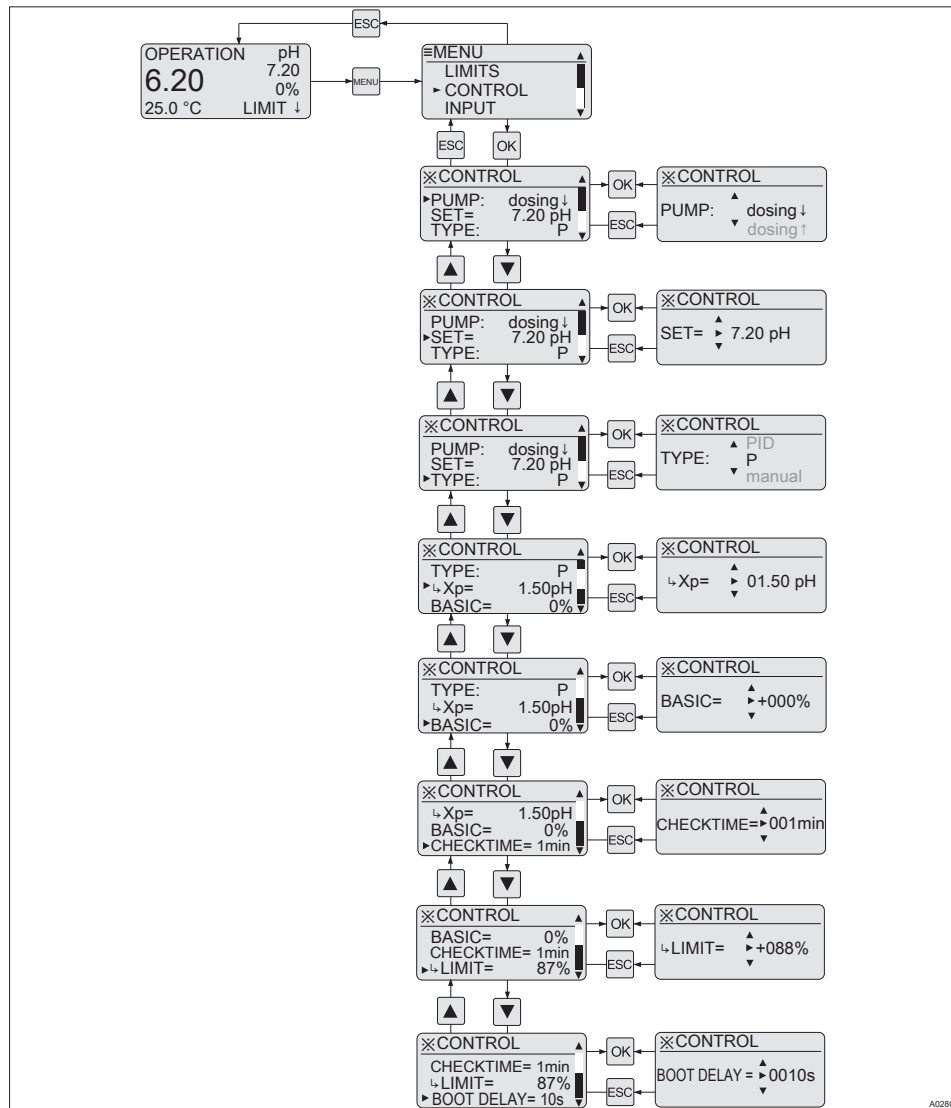 ESC
OPERATION pH
6.20 7.20
0%
25.0 °C LIMIT ↓
MENU
≡MENU
LIMITS
►CONTROL
INPUT
ESC
OK
※CONTROL
►PUMP: dosing↓
SET= 7.20 pH
TYPE: P
OK
ESC
※CONTROL
PUMP: dosing↓
dosing↑
▲
▼
※CONTROL
PUMP: dosing↓
►SET= 7.20 pH
TYPE: P
OK
ESC
※CONTROL
SET= ► 7.20 pH
▲
▼
※CONTROL
PUMP: dosing↓
SET= 7.20 pH
►TYPE: P
OK
ESC
※CONTROL
PID
TYPE: P
manual
▲
▼
※CONTROL
TYPE: P
►↳Xp= 1.50pH
BASIC= 0%
OK
ESC
※CONTROL
↳Xp= ► 01.50 pH
▲
▼
※CONTROL
TYPE: P
↳Xp= 1.50pH
►BASIC= 0%
OK
ESC
※CONTROL
BASIC= ►+000%
▲
▼
※CONTROL
↳Xp= 1.50pH
BASIC= 0%
►CHECKTIME= 1min
OK
ESC
※CONTROL
CHECKTIME=►001min
▲
▼
※CONTROL
BASIC= 0%
CHECKTIME= 1min
►↳LIMIT= 87%
OK
ESC
※CONTROL
↳LIMIT= ►+088%
▲
▼
※CONTROL
CHECKTIME= 1min
↳LIMIT= 87%
►BOOT DELAY= 10s
OK
ESC
※CONTROL
BOOT DELAY = ►0010s